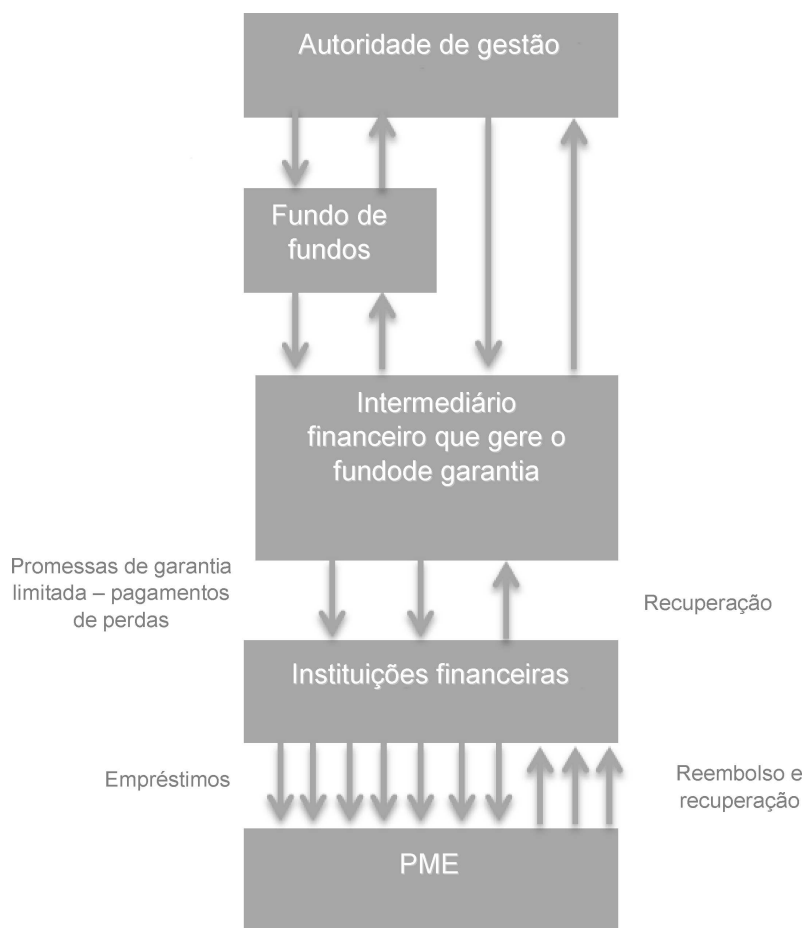 Autoridade de gestão
Fundo de
fundos
Intermediário
financeiro que gere o
fundode garantia
Promessas de garantia
limitada – pagamentos
de perdas
Recuperação
Instituições financeiras
Empréstimos
Reembolso e
recuperação
PME